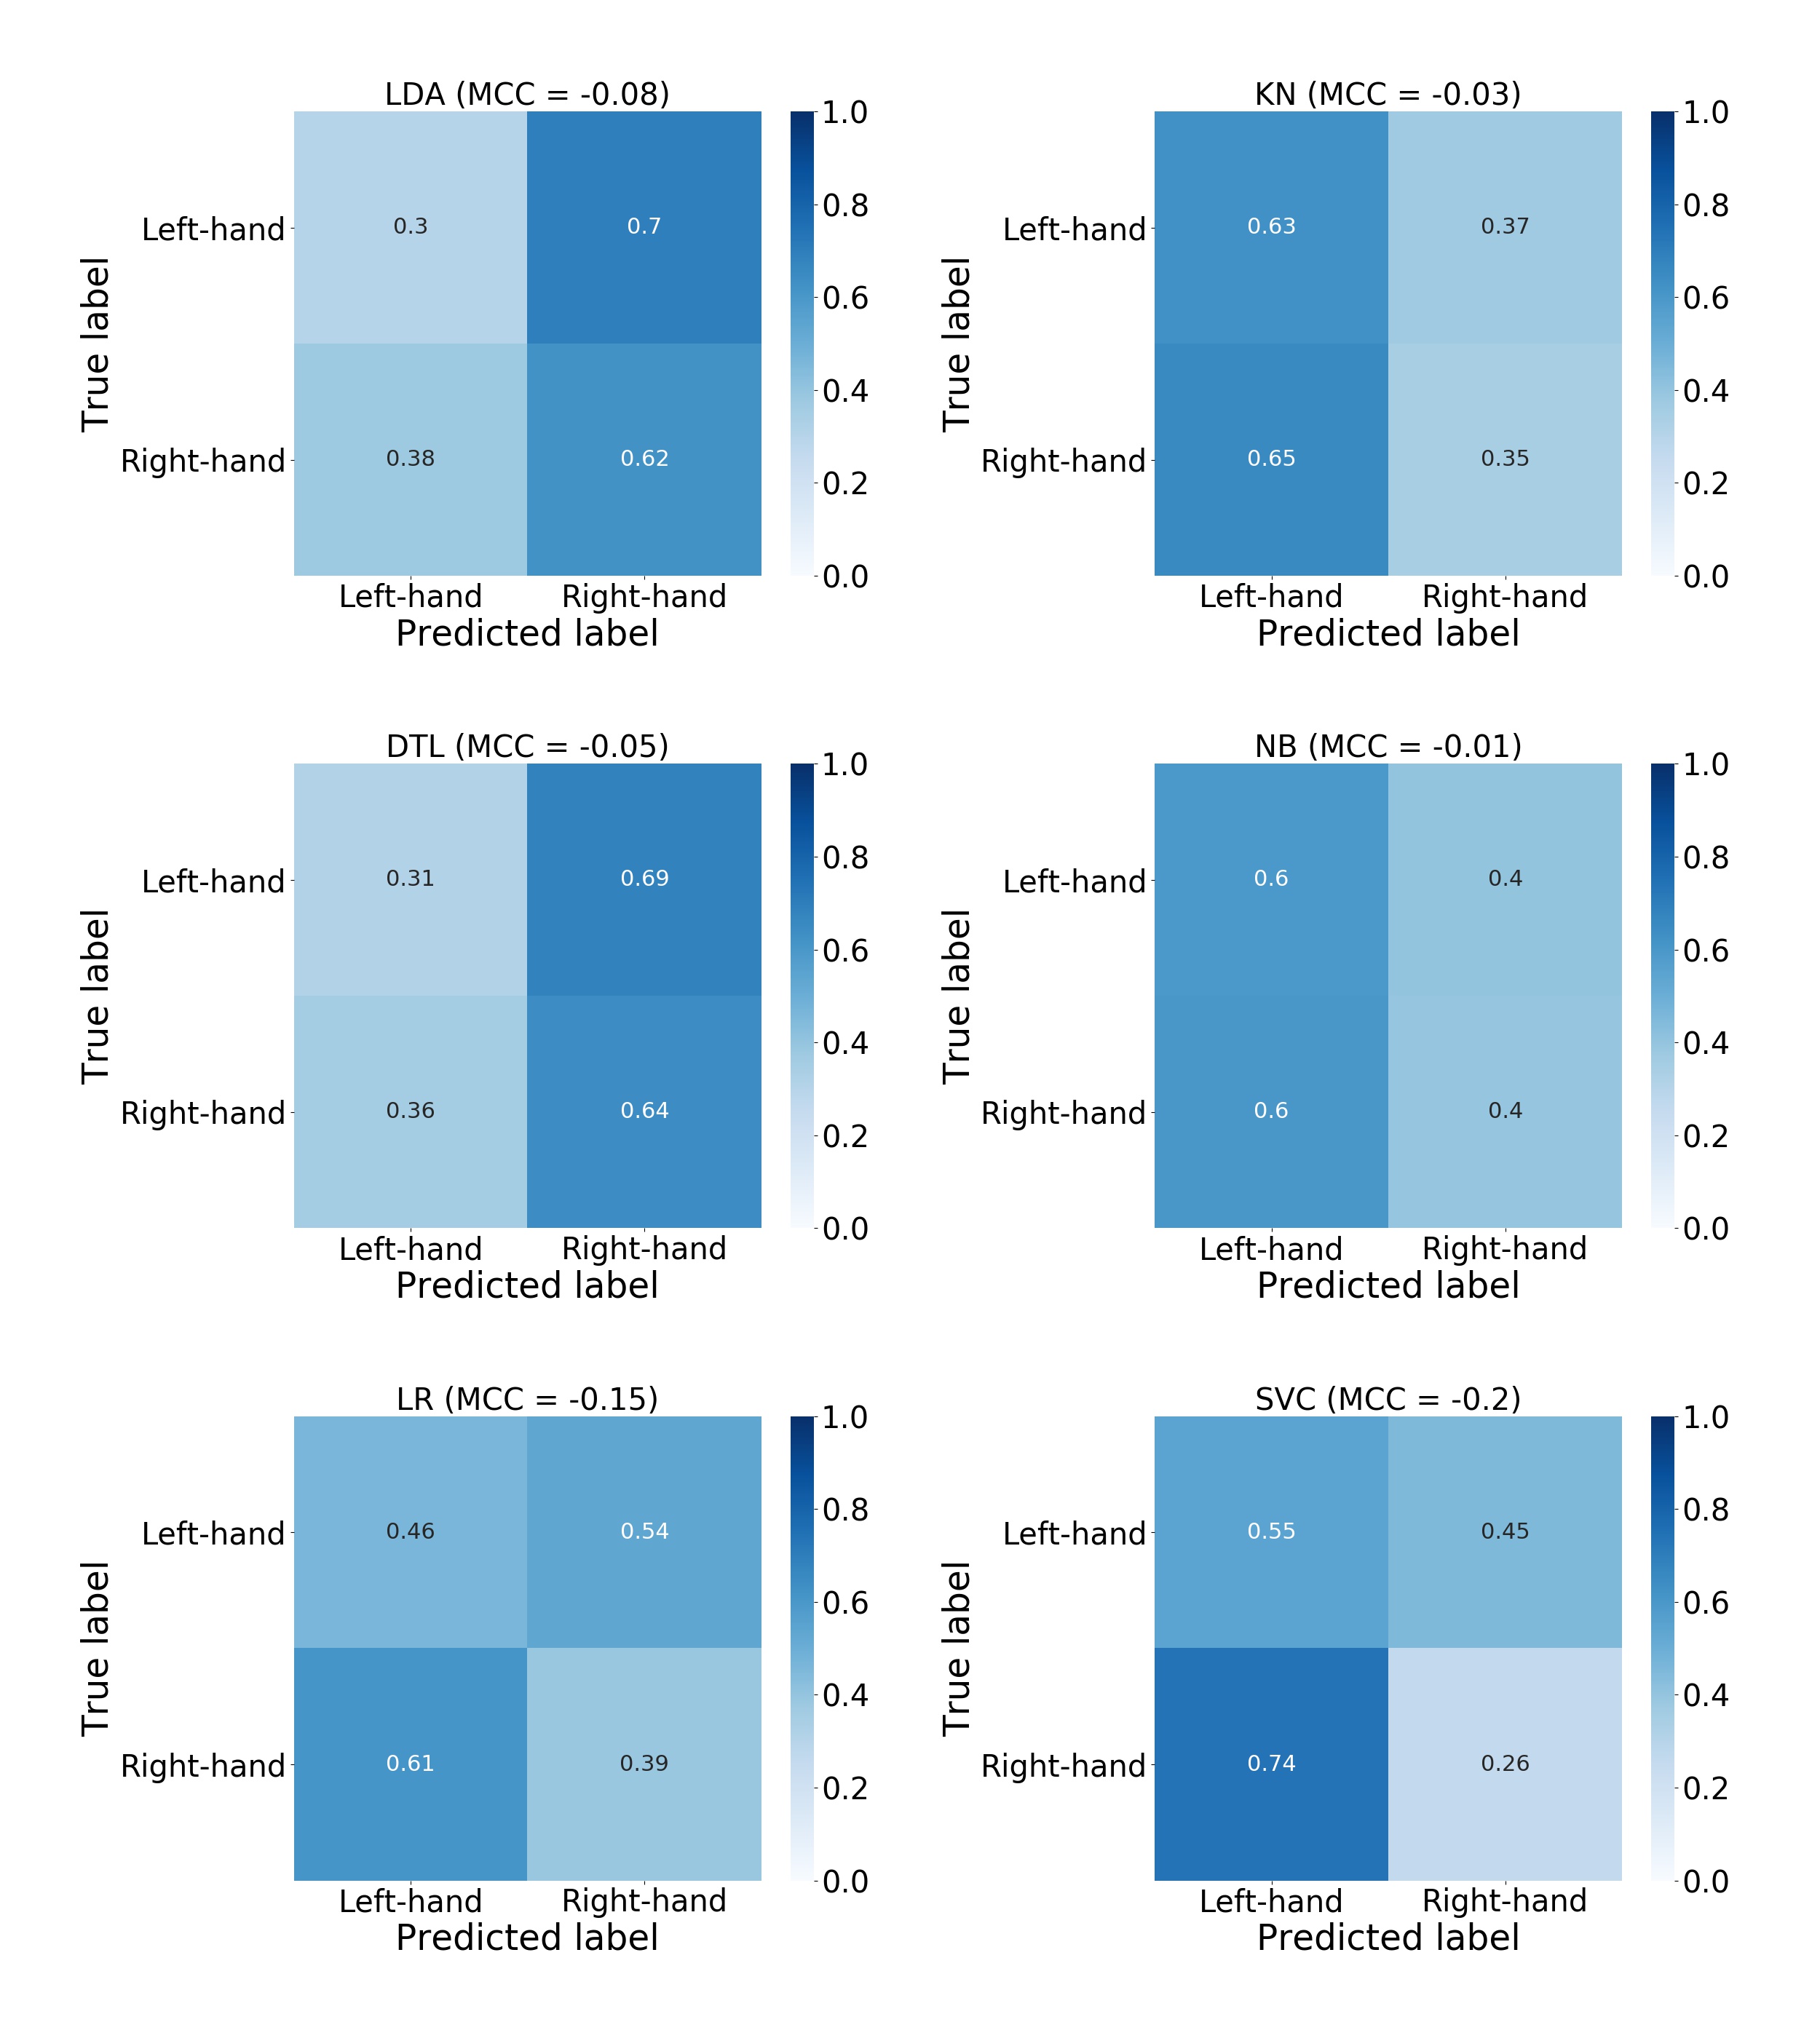 LDA (MCC = -0.08)
1.0
0.8
0.6
0.4
0.2
0.0
True label
Left-hand
0.3
0.7
Right-hand
0.38
0.62
Left-hand
Right-hand
Predicted label
KN (MCC = -0.03)
1.0
0.8
0.6
0.4
0.2
0.0
True label
Left-hand
0.63
0.37
Right-hand
0.65
0.35
Left-hand
Right-hand
Predicted label
DTL (MCC = -0.05)
1.0
0.8
0.6
0.4
0.2
0.0
True label
Left-hand
0.31
0.69
Right-hand
0.36
0.64
Left-hand
Right-hand
Predicted label
NB (MCC = -0.01)
1.0
0.8
0.6
0.4
0.2
0.0
True label
Left-hand
0.6
0.4
Right-hand
0.6
0.4
Left-hand
Right-hand
Predicted label
LR (MCC = -0.15)
1.0
0.8
0.6
0.4
0.2
0.0
True label
Left-hand
0.46
0.54
Right-hand
0.61
0.39
Left-hand
Right-hand
Predicted label
SVC (MCC = -0.2)
1.0
0.8
0.6
0.4
0.2
0.0
True label
Left-hand
0.55
0.45
Right-hand
0.74
0.26
Left-hand
Right-hand
Predicted label